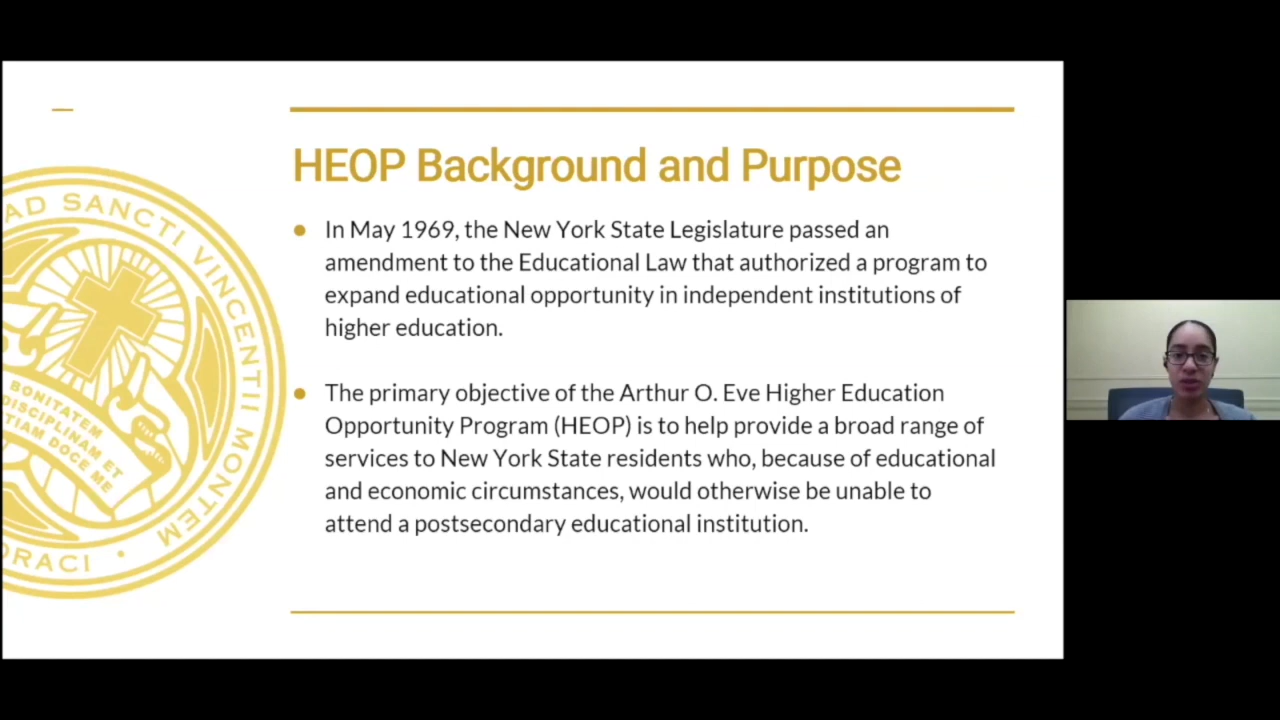 HEOP Background and Purpose
In May 1969, the New York State Legislature passed an
amendment to the Educational Law that authorized a program to
expand educational opportunity in independent institutions of
higher education.
The primary objective of the Arthur O. Eve Higher Education
Opportunity Program (HEOP) is to help provide a broad range of
services to New York State residents who, because of educational
and economic circumstances, would otherwise be unable to
attend a postsecondary educational institution.
AD SANCTI VINCENTII MONTEM
BONITATEM
DISCIPLINAM ET
TIAM DOCE ME
ORACI